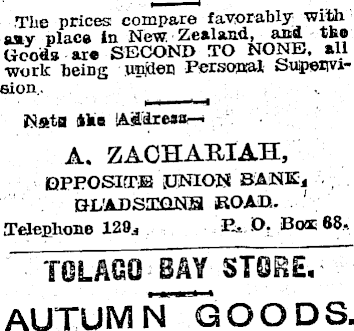 The prices compare favorably with
any place in New Zealand, and the
Goods are SECOND TO NONE, all
work being under Personal Supervi-
sion.
Note the Address—
A. ZACHARIAH,
OPPOSITE UNION BANK,
GLADSTONE ROAD.
Telephone 129. P. O. Box 68.
TOLAGO BAY STORE.
AUTUMN GOODS.